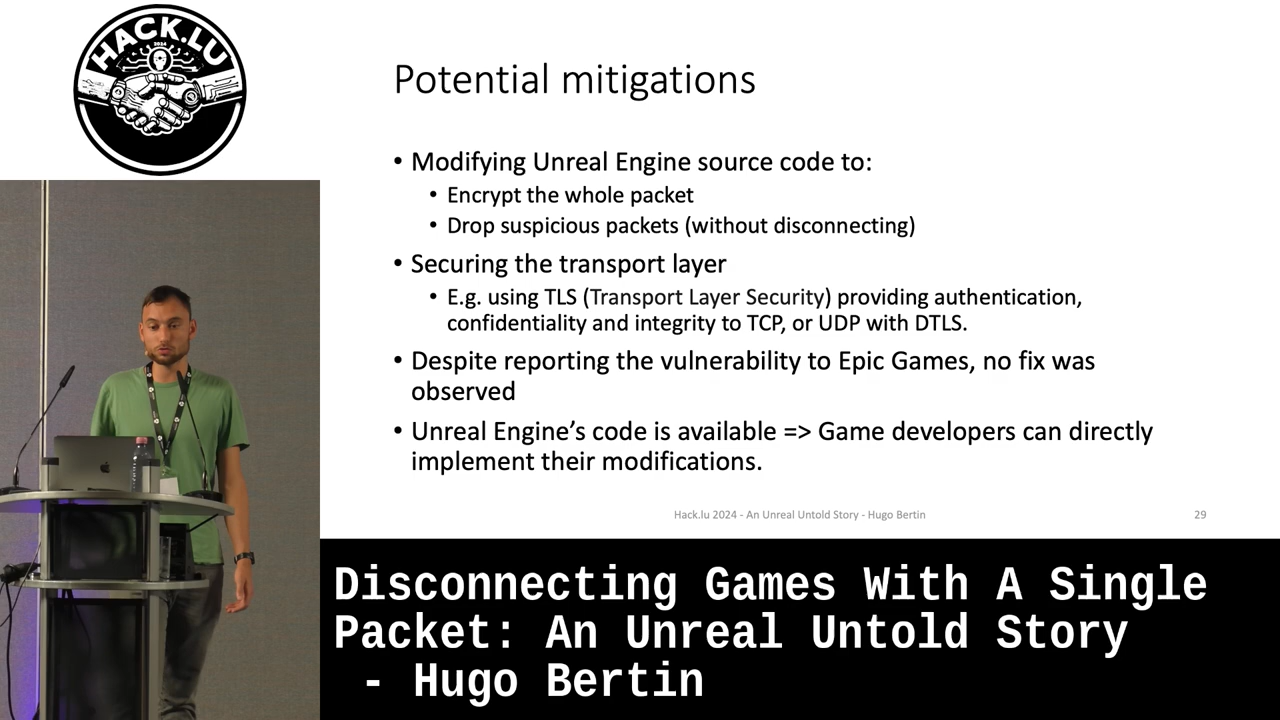 HACK.LU
2024
Potential mitigations
• Modifying Unreal Engine source code to:
• Encrypt the whole packet
• Drop suspicious packets (without disconnecting)
• Securing the transport layer
• E.g. using TLS (Transport Layer Security) providing authentication,
confidentiality and integrity to TCP, or UDP with DTLS.
• Despite reporting the vulnerability to Epic Games, no fix was
observed
• Unreal Engine’s code is available => Game developers can directly
implement their modifications.
Hack.lu 2024 - An Unreal Untold Story - Hugo Bertin
29
Disconnecting Games With A Single
Packet: An Unreal Untold Story
- Hugo Bertin